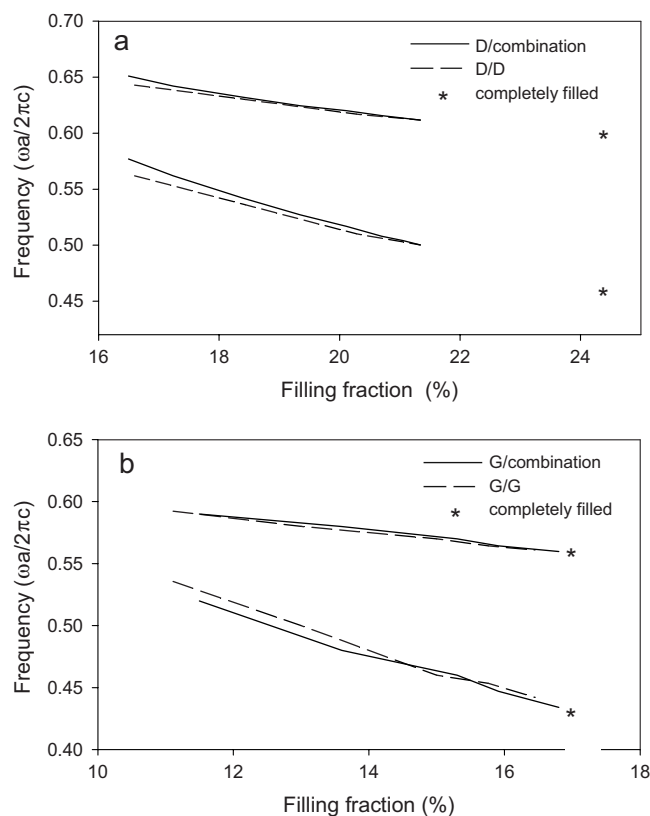 a
D/combination
D/D
* completely filled
0.70
0.65
0.60
0.55
0.50
0.45
Frequency (ωa/2πc)
16 18 20 22 24
Filling fraction (%)
b
G/combination
G/G
* completely filled
0.65
0.60
0.55
0.50
0.45
0.40
Frequency (ωa/2πc)
10 12 14 16 18
Filling fraction (%)